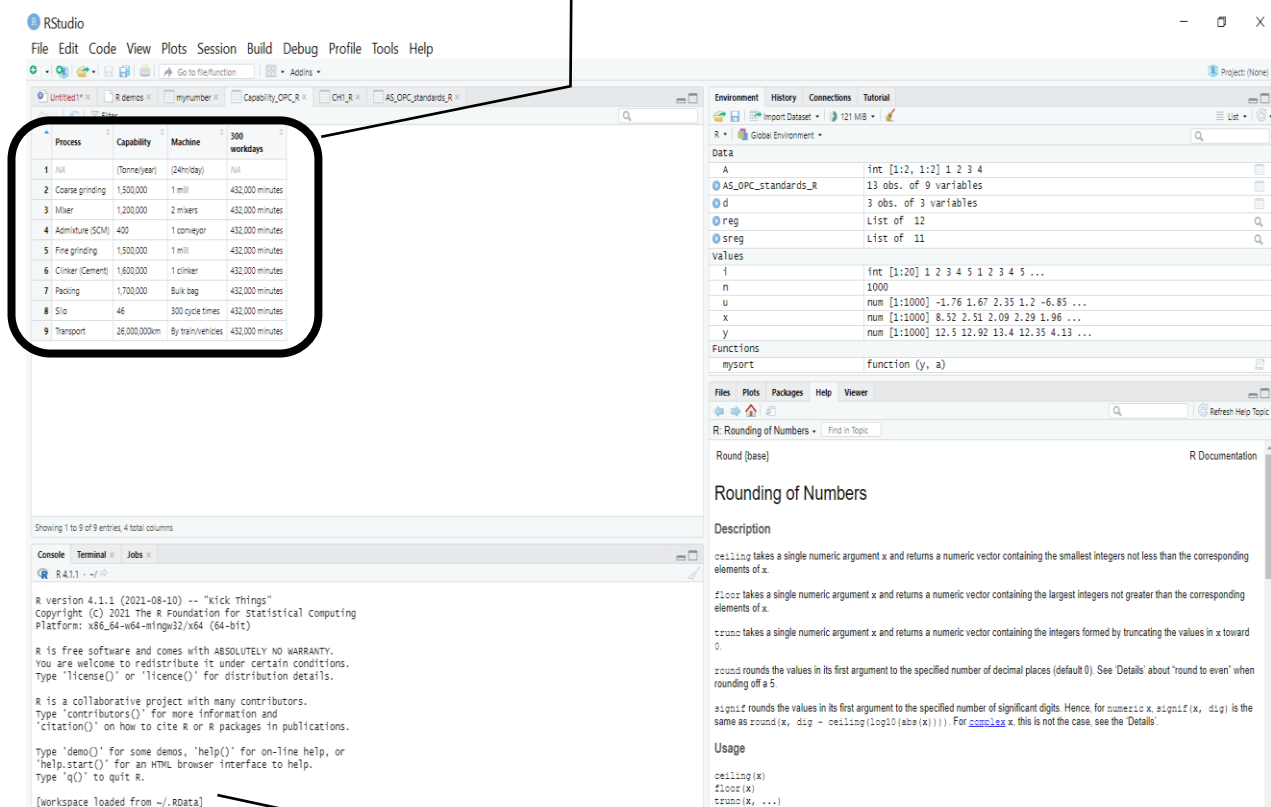 RStudio
File Edit Code View Plots Session Build Debug Profile Tools Help
Go to file/function Addins
Project: (None)
Untitled1* R demos mynumber Capability_OPC_R CH1_R AS_OPC_standards_R
Filter
Process Capability Machine 300 workdays
1 NA (Tonne/year) (24hr/day) NA
2 Coarse grinding 1,500,000 1 mill 432,000 minutes
3 Mixer 1,200,000 2 mixers 432,000 minutes
4 Admixture (SCM) 400 1 conveyor 432,000 minutes
5 Fine grinding 1,500,000 1 mill 432,000 minutes
6 Clinker (Cement) 1,600,000 1 clinker 432,000 minutes
7 Packing 1,700,000 Bulk bag 432,000 minutes
8 Silo 46 300 cycle times 432,000 minutes
9 Transport 26,000,000km By train/vehicles 432,000 minutes
Showing 1 to 9 of 9 entries, 4 total columns
Console Terminal Jobs
R 4.1.1 · ~/
R version 4.1.1 (2021-08-10) -- "Kick Things"
Copyright (C) 2021 The R Foundation for Statistical Computing
Platform: x86_64-w64-mingw32/x64 (64-bit)
R is free software and comes with ABSOLUTELY NO WARRANTY.
You are welcome to redistribute it under certain conditions.
Type 'license()' or 'licence()' for distribution details.
R is a collaborative project with many contributors.
Type 'contributors()' for more information and
'citation()' on how to cite R or R packages in publications.
Type 'demo()' for some demos, 'help()' for on-line help, or
'help.start()' for an HTML browser interface to help.
Type 'q()' to quit R.
[Workspace loaded from ~/.RData]
Environment History Connections Tutorial
Import Dataset 121 MiB List
R Global Environment
Data
A int [1:2, 1:2] 1 2 3 4
AS_OPC_standards_R 13 obs. of 9 variables
d 3 obs. of 3 variables
reg List of 12
sreg List of 11
values
i int [1:20] 1 2 3 4 5 1 2 3 4 5 ...
n 1000
u num [1:1000] -1.76 1.67 2.35 1.2 -6.85 ...
x num [1:1000] 8.52 2.51 2.09 2.29 1.96 ...
y num [1:1000] 12.5 12.92 13.4 12.35 4.13 ...
Functions
mysort function (y, a)
Files Plots Packages Help Viewer
Refresh Help Topic
R: Rounding of Numbers Find in Topic
Round {base} R Documentation
Rounding of Numbers
Description
ceiling takes a single numeric argument x and returns a numeric vector containing the smallest integers not less than the corresponding
elements of x.
floor takes a single numeric argument x and returns a numeric vector containing the largest integers not greater than the corresponding
elements of x.
trunc takes a single numeric argument x and returns a numeric vector containing the integers formed by truncating the values in x toward
0.
round rounds the values in its first argument to the specified number of decimal places (default 0). See 'Details' about "round to even" when
rounding off a 5.
signif rounds the values in its first argument to the specified number of significant digits. Hence, for numeric x, signif(x, dig) is the
same as round(x, dig - ceiling(log10(abs(x)))). For complex x, this is not the case, see the 'Details'.
Usage
ceiling(x)
floor(x)
trunc(x, ...)